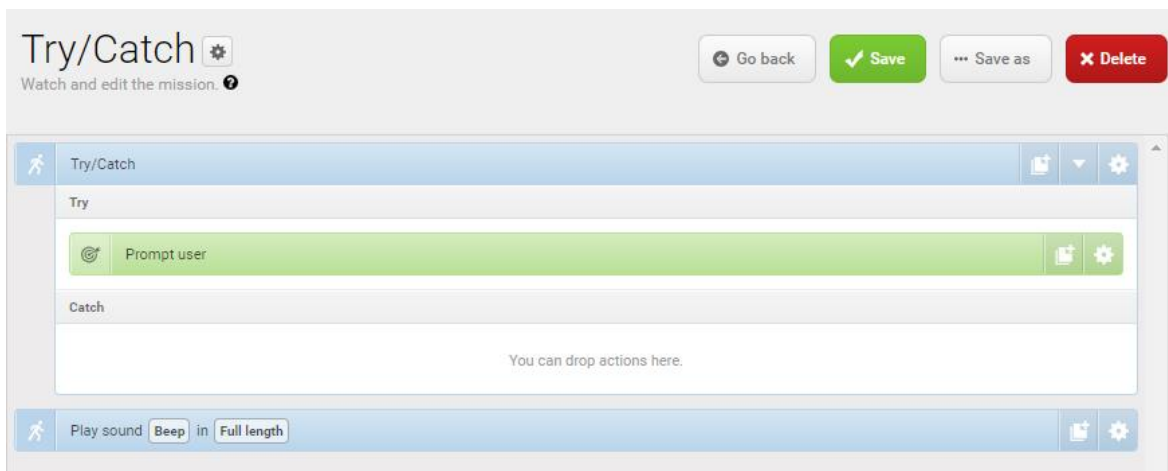 Try/Catch
Go back
Save
Save as
Delete
Watch and edit the mission.
Try/Catch
Try
Prompt user
Catch
You can drop actions here.
Play sound Beep in Full length